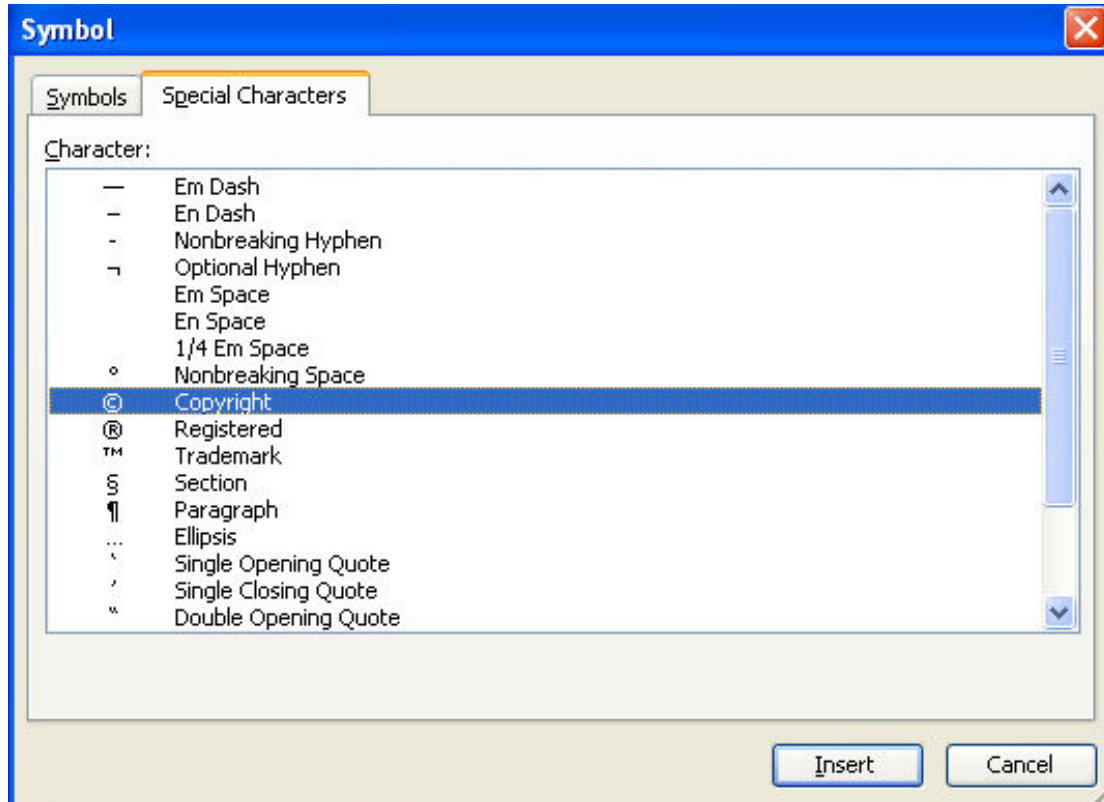 Symbol
Symbols Special Characters
Character:
— Em Dash
– En Dash
- Nonbreaking Hyphen
¬ Optional Hyphen
Em Space
En Space
1/4 Em Space
° Nonbreaking Space
© Copyright
® Registered
™ Trademark
§ Section
¶ Paragraph
… Ellipsis
‘ Single Opening Quote
’ Single Closing Quote
“ Double Opening Quote
Insert Cancel